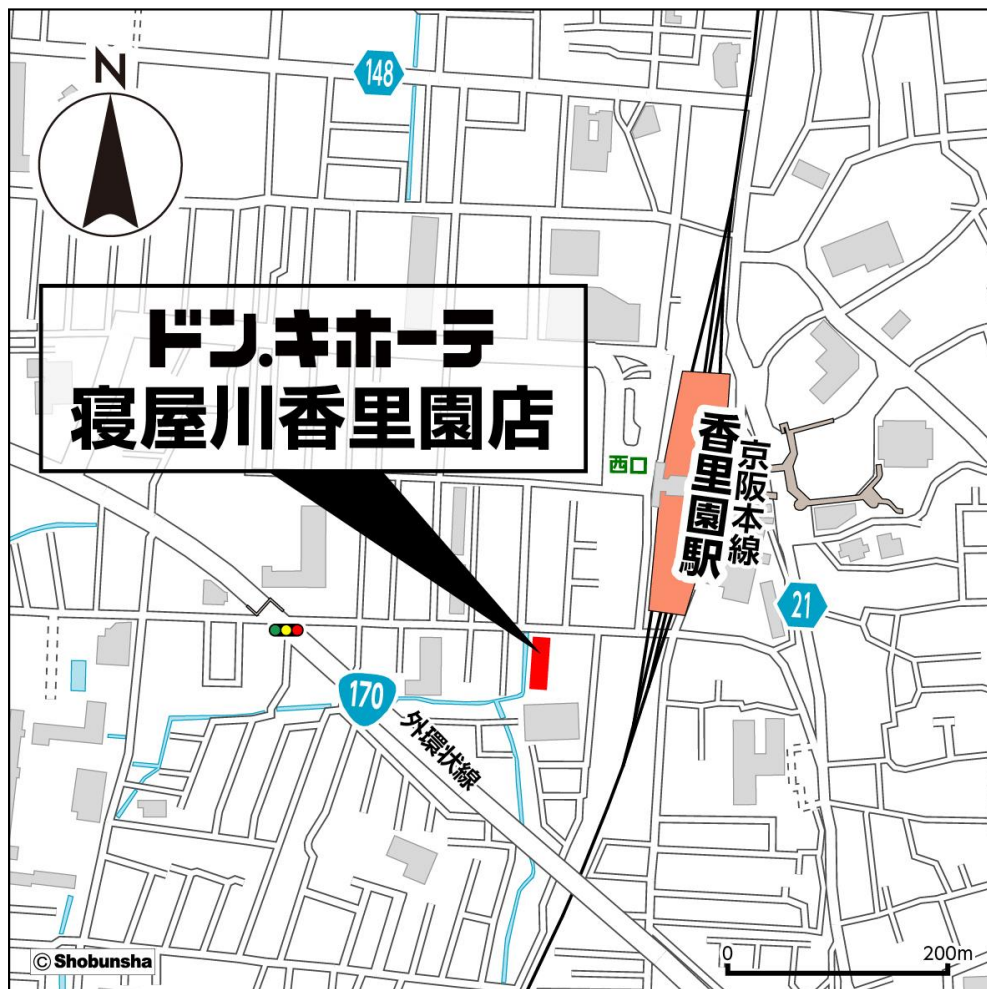 N
148
ドン.キホーテ
寝屋川香里園店
西口
京阪本線
香里園駅
21
170
外環状線
© Shobunsha
0 200m